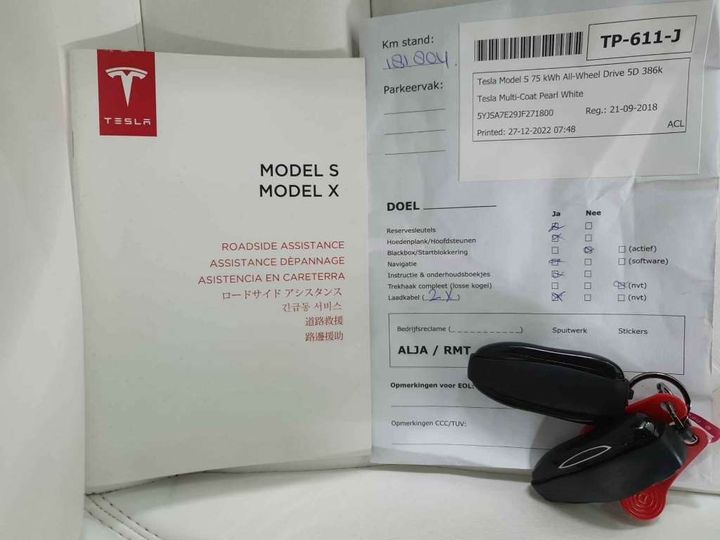 TESLA
MODEL S
MODEL X
ROADSIDE ASSISTANCE
ASSISTANCE DÉPANNAGE
ASISTENCIA EN CARETERRA
ロードサイド アシスタンス
긴급동 서비스
道路救援
路邊援助
Km stand:
181804.
Parkeervak:
TP-611-J
Tesla Model S 75 kWh All-Wheel Drive 5D 386k
Tesla Multi-Coat Pearl White
5YJSA7E29JF271800 Reg.: 21-09-2018
Printed: 27-12-2022 07:48 ACL
DOEL
Ja Nee
Reservesleutels
Hoedenplank/Hoofdsteunen
Blackbox/Startblokkering (actief)
Navigatie (software)
Instructie & onderhoudsboekjes
Trekhaak compleet (losse kogel) (nvt)
Laadkabel ( 2x ) (nvt)
Bedrijfsreclame ( _ _ _ _ _ _ _ _ ) Spuitwerk Stickers
ALJA / RMT
Opmerkingen voor EOL:
Opmerkingen CCC/TUV: